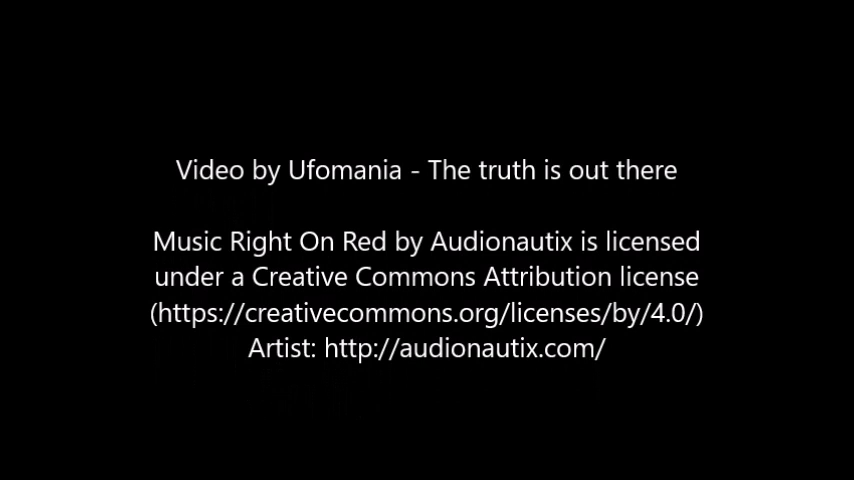 Video by Ufomania - The truth is out there
Music Right On Red by Audionautix is licensed
under a Creative Commons Attribution license
(https://creativecommons.org/licenses/by/4.0/)
Artist: http://audionautix.com/